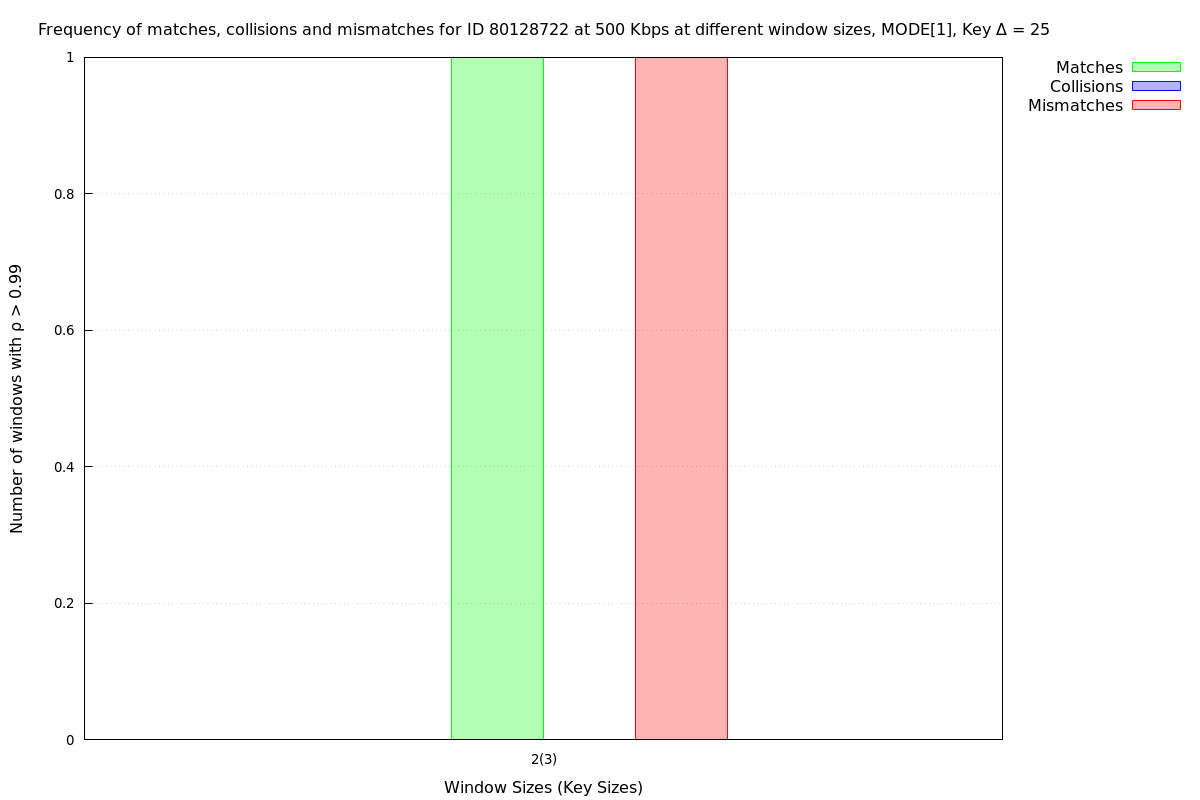 Frequency of matches, collisions and mismatches for ID 80128722 at 500 Kbps at different window sizes, MODE[1], Key Δ = 25
Matches
Collisions
Mismatches
Number of windows with ρ > 0.99
1
0.8
0.6
0.4
0.2
0
2(3)
Window Sizes (Key Sizes)